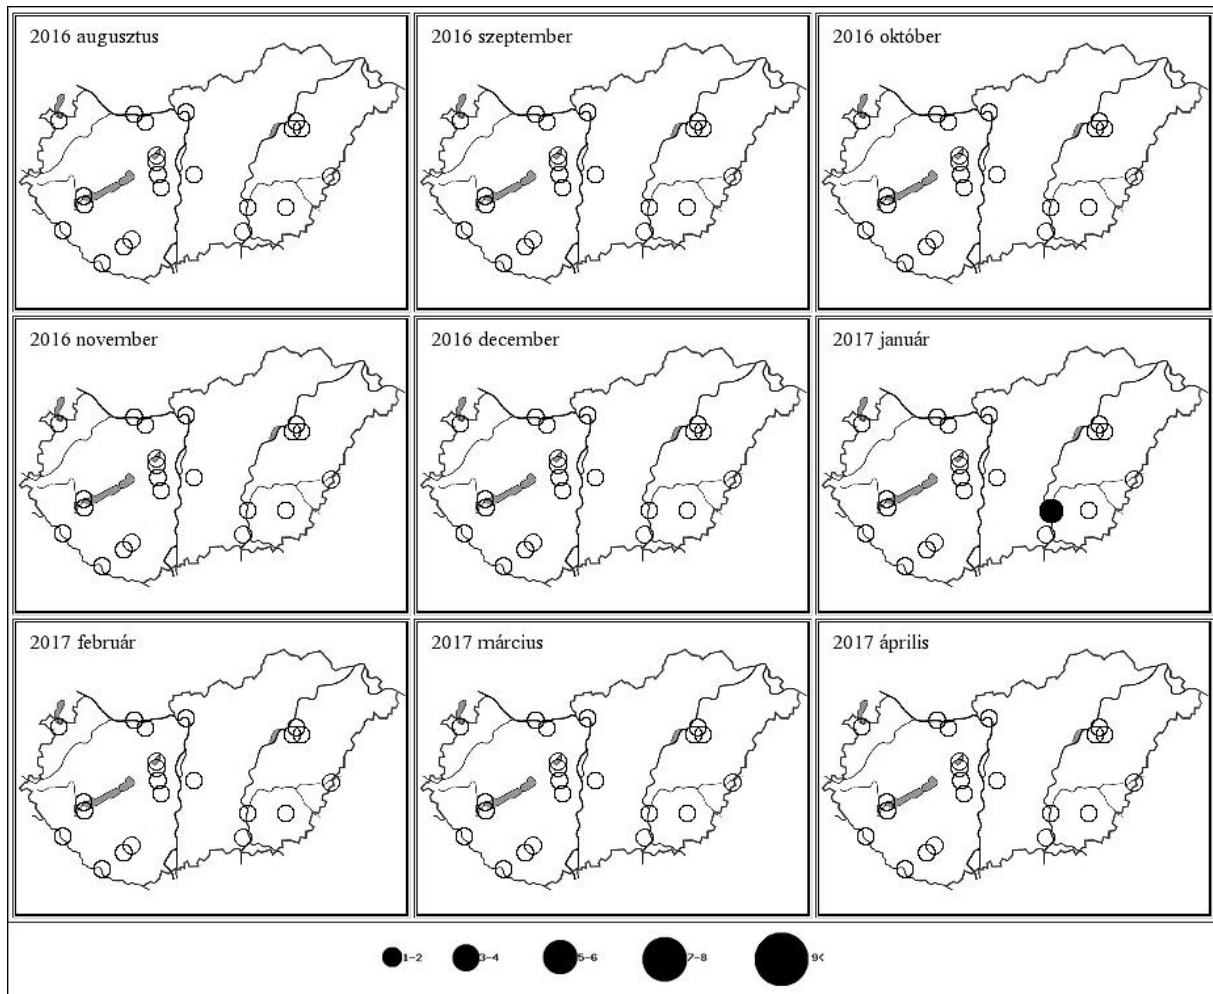 2016 augusztus
2016 szeptember
2016 október
2016 november
2016 december
2017 január
2017 február
2017 március
2017 április
1-2 3-4 5-6 7-8 9<